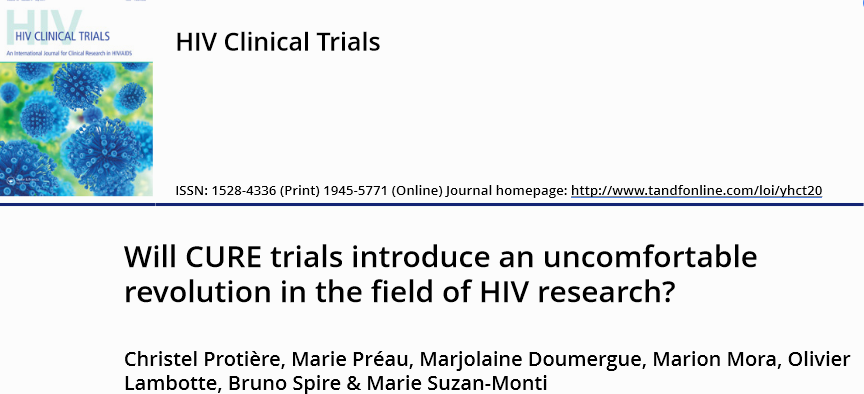 HIV
HIV CLINICAL TRIALS
An International Journal for Clinical Research in HIV/AIDS
HIV Clinical Trials
ISSN: 1528-4336 (Print) 1945-5771 (Online) Journal homepage: http://www.tandfonline.com/loi/yhct20
Will CURE trials introduce an uncomfortable
revolution in the field of HIV research?
Christel Protière, Marie Préau, Marjolaine Doumergue, Marion Mora, Olivier
Lambotte, Bruno Spire & Marie Suzan-Monti